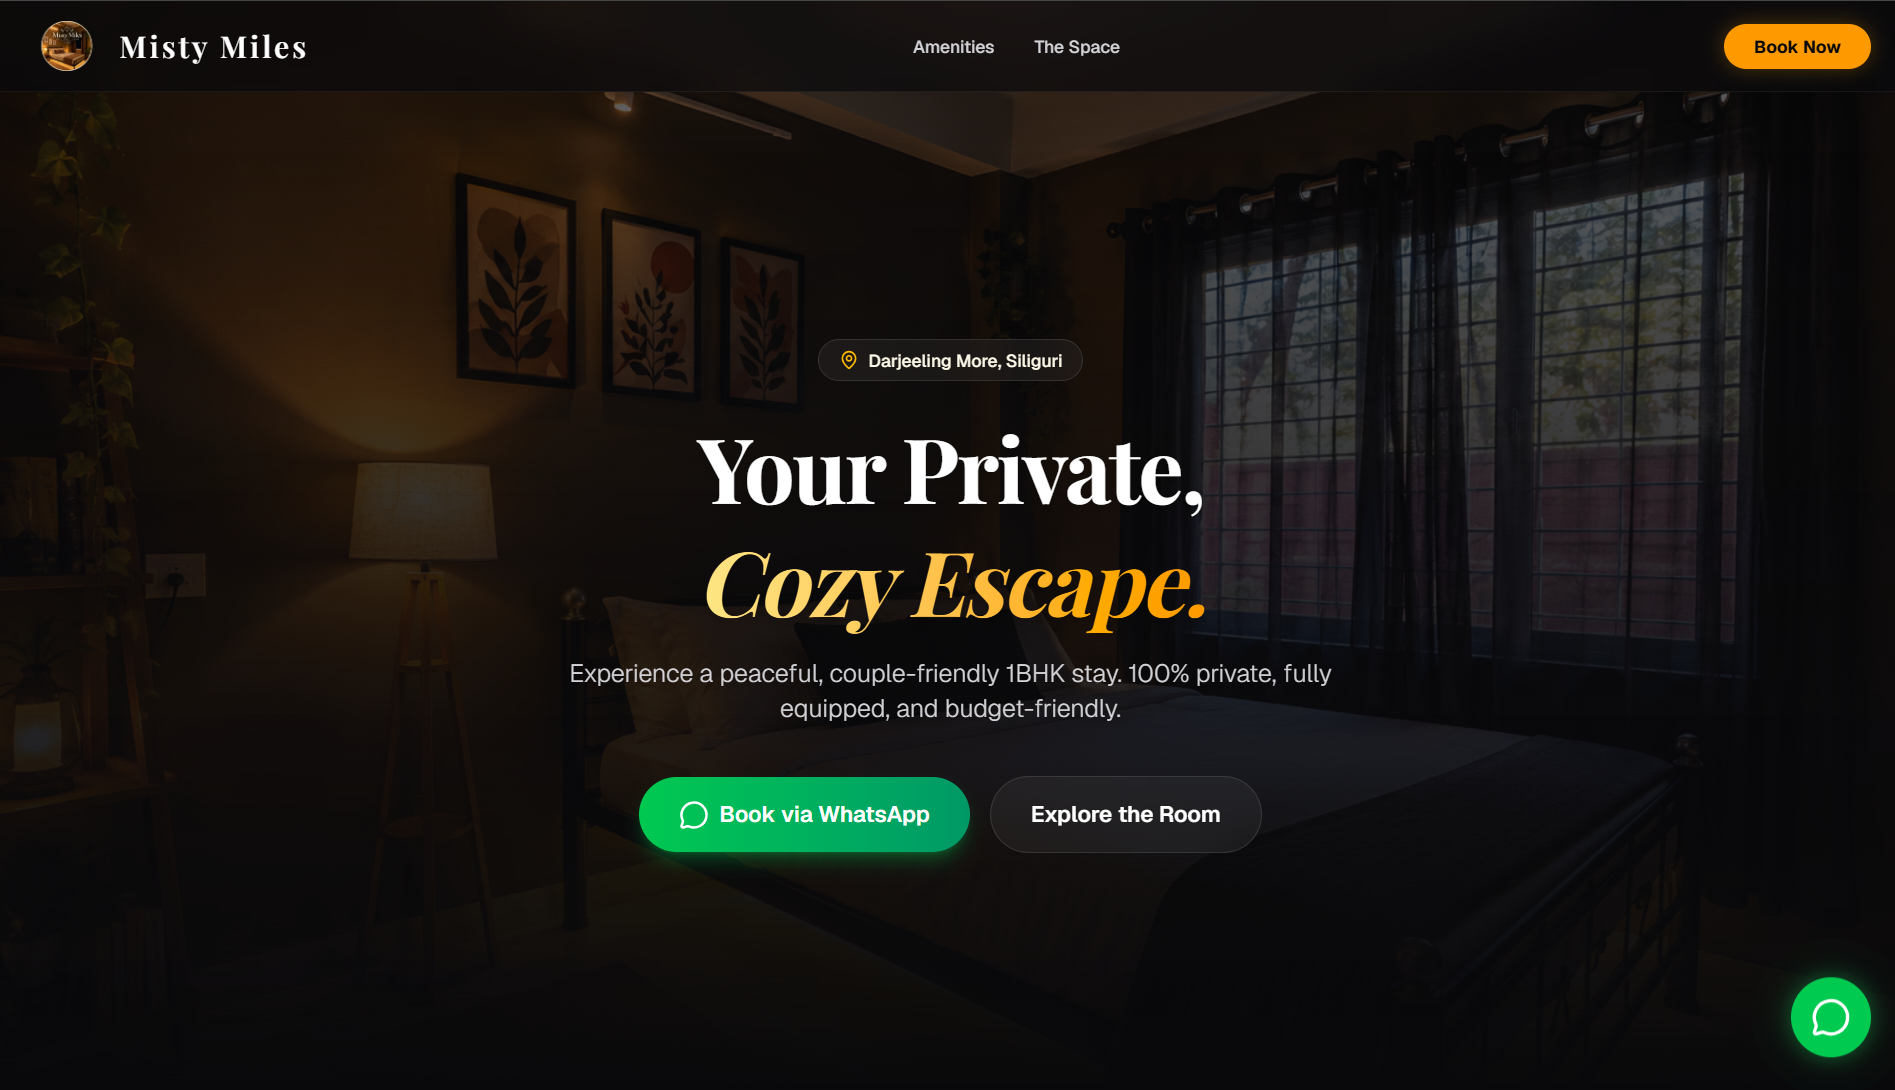 Misty Miles
Amenities
The Space
Book Now
Darjeeling More, Siliguri
Your Private,
Cozy Escape.
Experience a peaceful, couple-friendly 1BHK stay. 100% private, fully
equipped, and budget-friendly.
Book via WhatsApp
Explore the Room